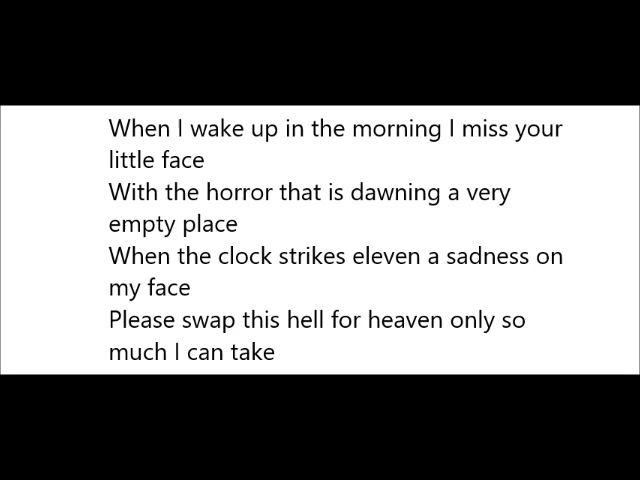 When I wake up in the morning I miss your
little face
With the horror that is dawning a very
empty place
When the clock strikes eleven a sadness on
my face
Please swap this hell for heaven only so
much I can take